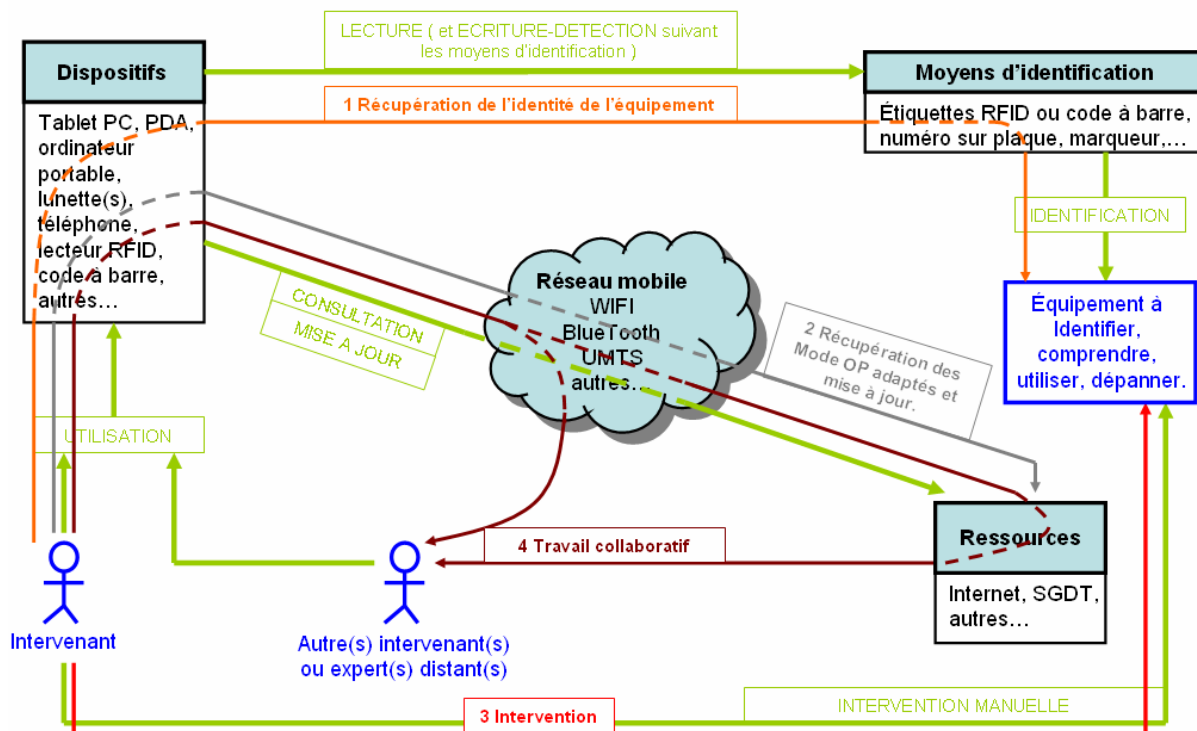 LECTURE ( et ECRITURE-DETECTION suivant
les moyens d'identification )
Dispositifs
Tablet PC, PDA,
ordinateur
portable,
lunette(s),
téléphone,
lecteur RFID,
code à barre,
autres…
Moyens d'identification
Étiquettes RFID ou code à barre,
numéro sur plaque, marqueur,…
1 Récupération de l'identité de l'équipement
IDENTIFICATION
Réseau mobile
WIFI
BlueTooth
UMTS
autres…
CONSULTATION
MISE A JOUR
Équipement à
Identifier,
comprendre,
utiliser, dépanner.
2 Récupération des
Mode OP adaptés et
mise à jour.
UTILISATION
4 Travail collaboratif
Ressources
Internet, SGDT,
autres…
Intervenant
Autre(s) intervenant(s)
ou expert(s) distant(s)
3 Intervention
INTERVENTION MANUELLE